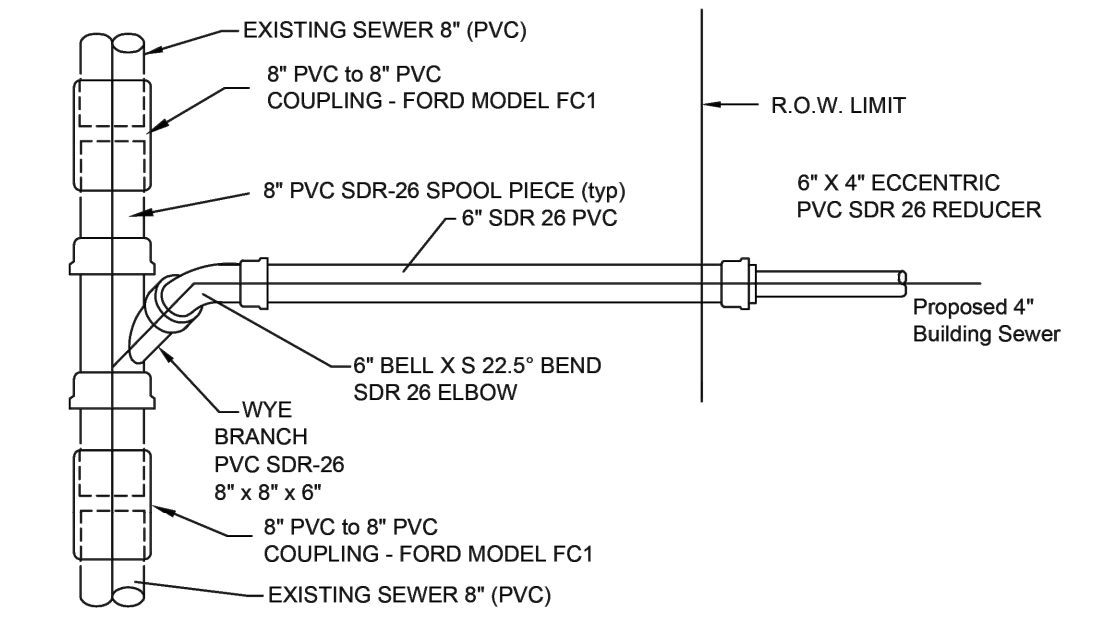 EXISTING SEWER 8" (PVC)
8" PVC to 8" PVC
COUPLING - FORD MODEL FC1
R.O.W. LIMIT
8" PVC SDR-26 SPOOL PIECE (typ)
6" SDR 26 PVC
6" X 4" ECCENTRIC
PVC SDR 26 REDUCER
Proposed 4"
Building Sewer
6" BELL X S 22.5° BEND
SDR 26 ELBOW
WYE
BRANCH
PVC SDR-26
8" x 8" x 6"
8" PVC to 8" PVC
COUPLING - FORD MODEL FC1
EXISTING SEWER 8" (PVC)